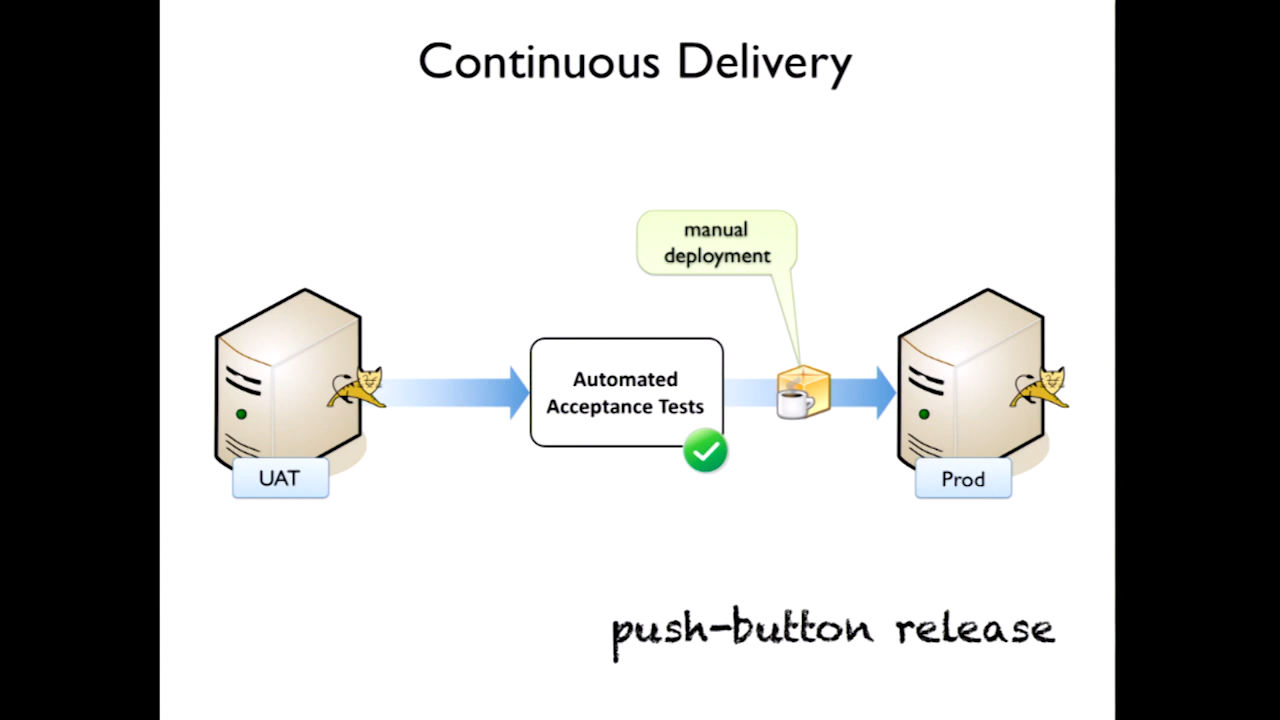 Continuous Delivery
manual
deployment
Automated
Acceptance Tests
UAT
Prod
push-button release